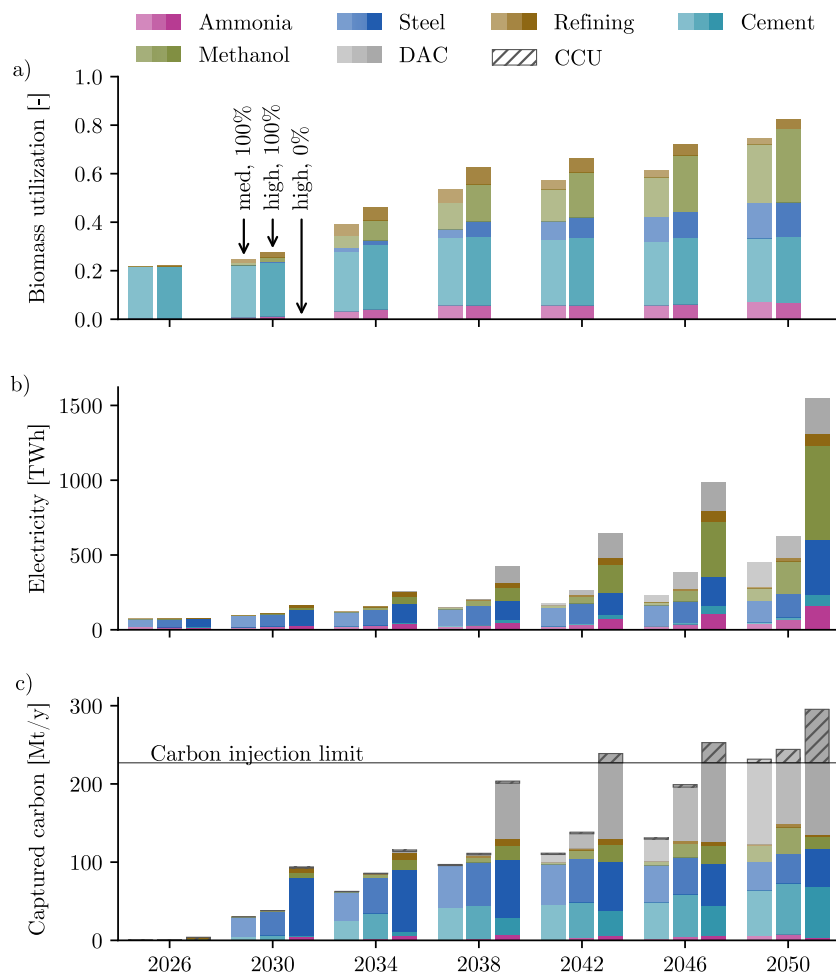 Ammonia Steel Refining Cement
Methanol DAC CCU
a)
Biomass utilization [-]
1.0
0.8
0.6
0.4
0.2
0.0
med, 100%
high, 100%
high, 0%
b)
Electricity [TWh]
1500
1000
500
0
c)
Captured carbon [Mt/y]
300
200
100
0
Carbon injection limit
2026 2030 2034 2038 2042 2046 2050